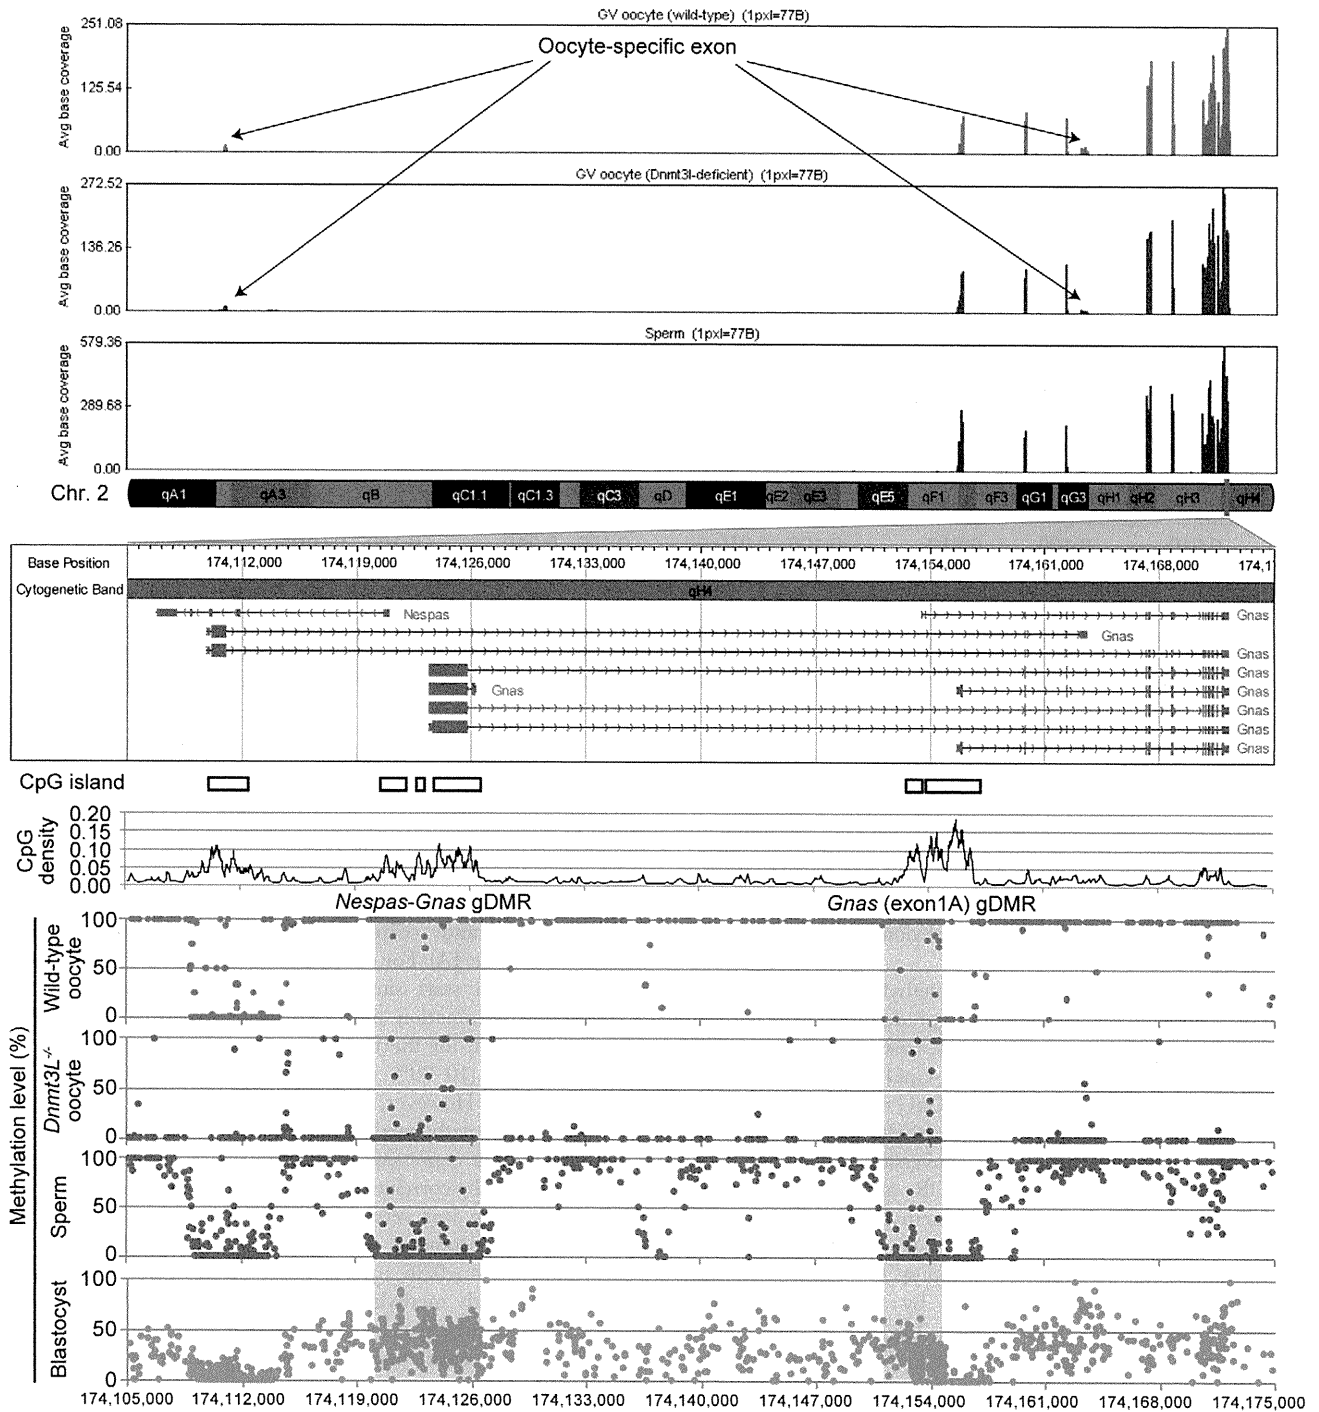 GV oocyte (wild-type) (1pxl=77B)
251.08
125.54
0.00
Avg base coverage
Oocyte-specific exon
GV oocyte (Dnmt3l-deficient) (1pxl=77B)
272.52
136.26
0.00
Avg base coverage
Sperm (1pxl=77B)
579.36
289.68
0.00
Avg base coverage
Chr. 2
qA1 qA3 qB qC1.1 qC1.3 qC3 qD qE1 qE2 qE3 qE5 qF1 qF3 qG1 qG3 qH1 qH2 qH3 qH4
Base Position 174,112,000 174,119,000 174,126,000 174,133,000 174,140,000 174,147,000 174,154,000 174,161,000 174,168,000 174,1
Cytogenetic Band qH4
Nespas Gnas
Gnas
Gnas
Gnas
Gnas Gnas
Gnas
Gnas
Gnas
CpG island
CpG density
0.20
0.15
0.10
0.05
0.00
Nespas-Gnas gDMR Gnas (exon1A) gDMR
Methylation level (%)
Wild-type oocyte
100
50
0
Dnmt3L-/- oocyte
100
50
0
Sperm
100
50
0
Blastocyst
100
50
0
174,105,000 174,112,000 174,119,000 174,126,000 174,133,000 174,140,000 174,147,000 174,154,000 174,161,000 174,168,000 174,175,000